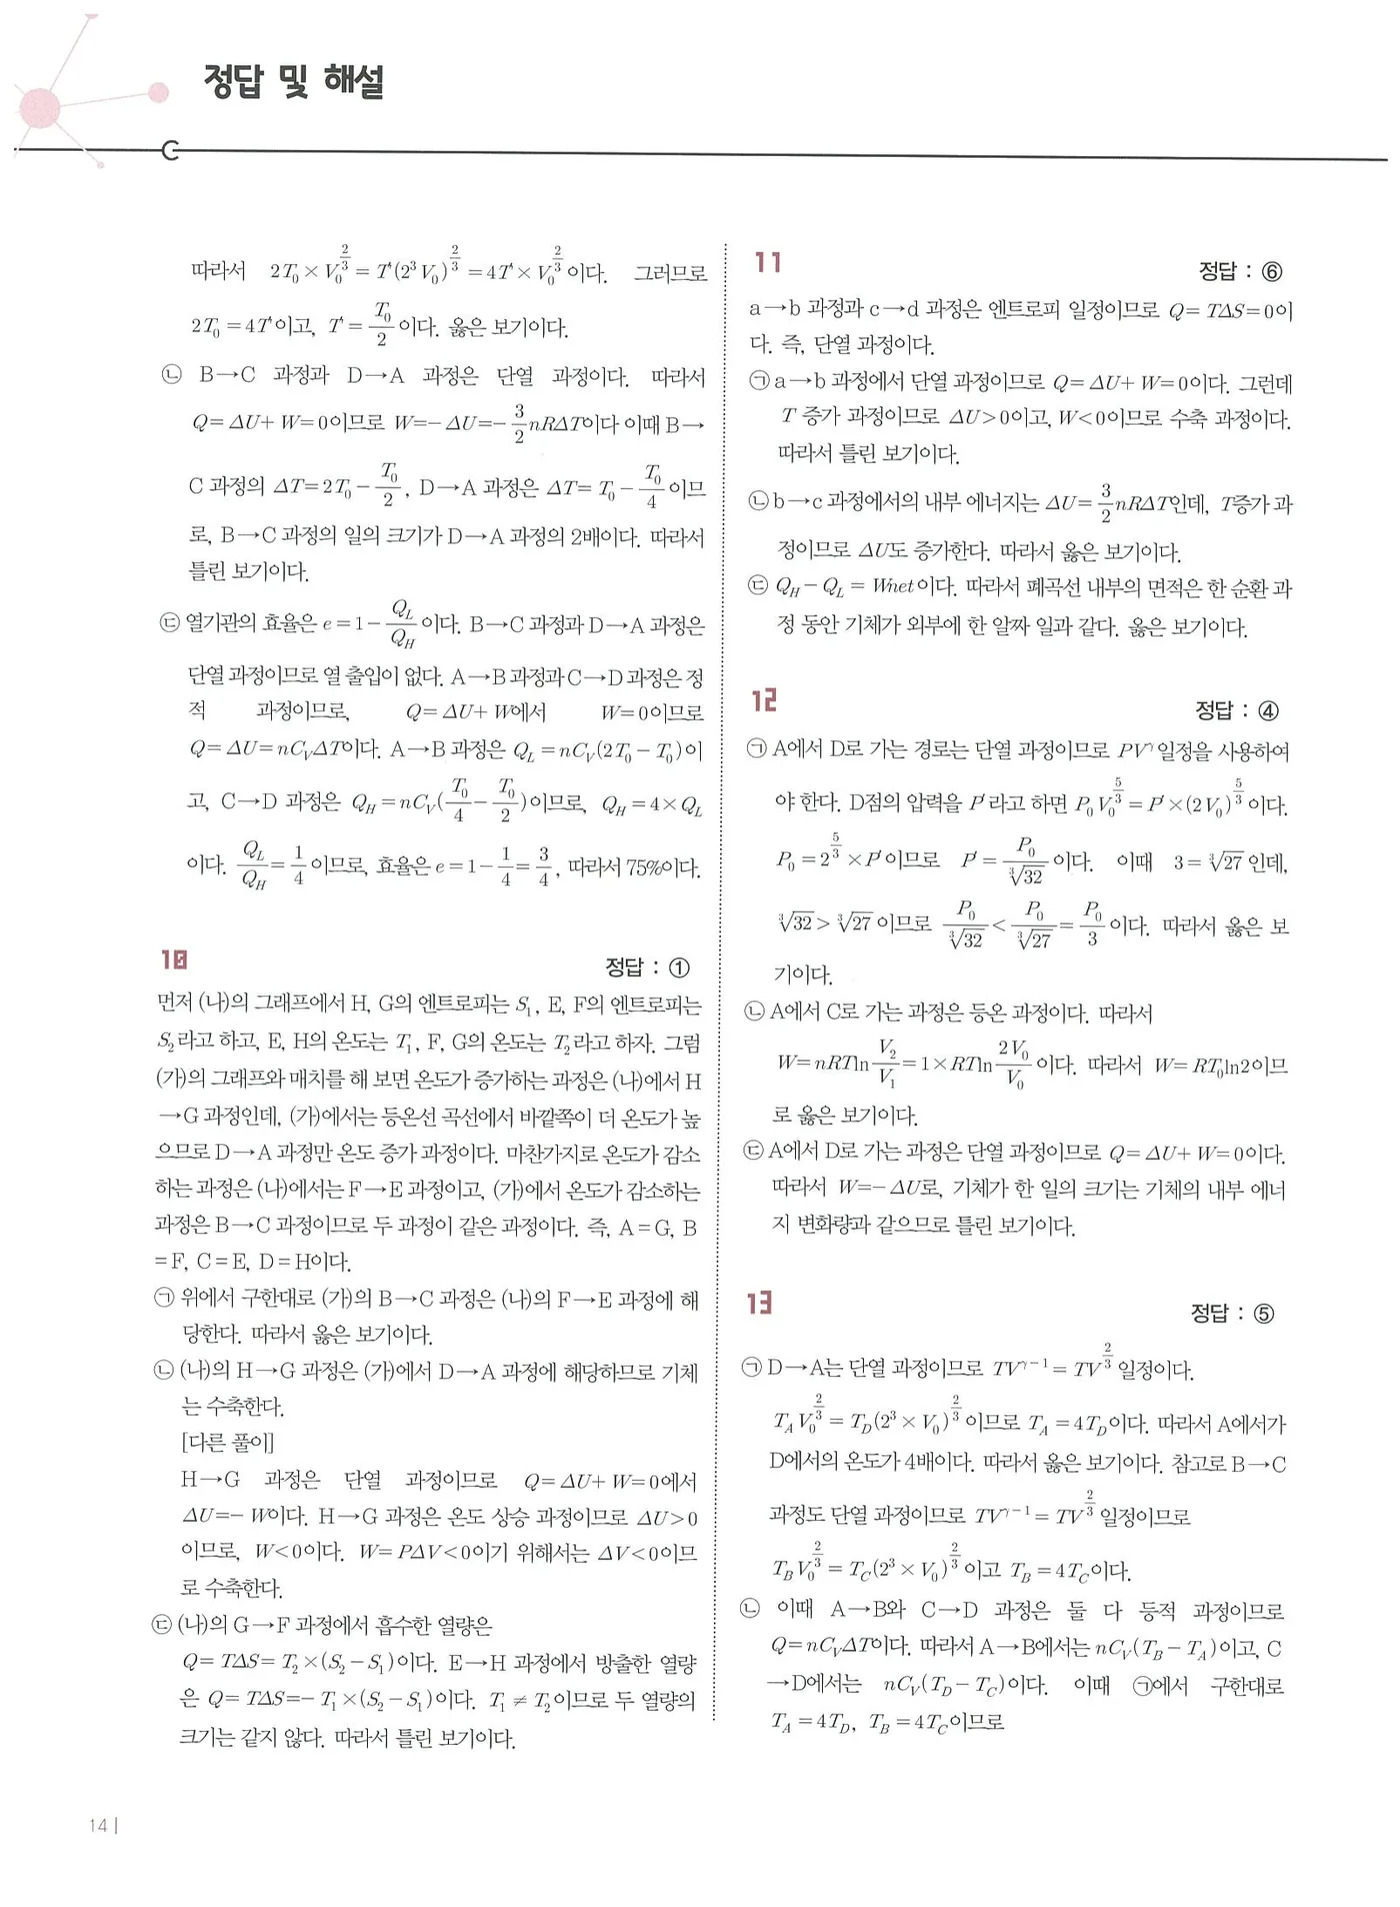 정답 및 해설
따라서 2T₀ × V₀^(2/3) = T'(2³V₀)^(2/3) = 4T' × V₀^(2/3)이다. 그러므로
2T₀ = 4T'이고, T' = T₀/2이다. 옳은 보기이다.
㉡ B→C 과정과 D→A 과정은 단열 과정이다. 따라서
Q=ΔU+W=0이므로 W=-ΔU=-3/2nRΔT이다 이때 B→
C 과정의 ΔT=2T₀-T₀/2, D→A 과정은 ΔT=T₀-T₀/4이므
로, B→C 과정의 일의 크기가 D→A 과정의 2배이다. 따라서
틀린 보기이다.
㉢ 열기관의 효율은 e=1-Q_L/Q_H이다. B→C 과정과 D→A 과정은
단열 과정이므로 열 출입이 없다. A→B과정과 C→D과정은 정
적 과정이므로, Q=ΔU+W에서 W=0이므로
Q=ΔU=nC_VΔT이다. A→B 과정은 Q_L=nC_V(2T₀-T₀)이
고, C→D 과정은 Q_H=nC_V(T₀/4-T₀/2)이므로, Q_H=4×Q_L
이다. Q_L/Q_H=1/4이므로, 효율은 e=1-1/4=3/4, 따라서 75%이다.
10
정답 : ①
먼저 (나)의 그래프에서 H, G의 엔트로피는 S₁, E, F의 엔트로피는
S₂라고 하고, E, H의 온도는 T₁, F, G의 온도는 T₂라고 하자. 그럼
(가)의 그래프와 매치를 해 보면 온도가 증가하는 과정은 (나)에서 H
→G 과정인데, (가)에서는 등온선 곡선에서 바깥쪽이 더 온도가 높
으므로 D→A 과정만 온도 증가 과정이다. 마찬가지로 온도가 감소
하는 과정은 (나)에서는 F→E 과정이고, (가)에서 온도가 감소하는
과정은 B→C 과정이므로 두 과정이 같은 과정이다. 즉, A=G, B
=F, C=E, D=H이다.
㉠ 위에서 구한대로 (가)의 B→C 과정은 (나)의 F→E 과정에 해
당한다. 따라서 옳은 보기이다.
㉡ (나)의 H→G 과정은 (가)에서 D→A 과정에 해당하므로 기체
는 수축한다.
[다른 풀이]
H→G 과정은 단열 과정이므로 Q=ΔU+W=0에서
ΔU=-W이다. H→G 과정은 온도 상승 과정이므로 ΔU>0
이므로, W<0이다. W=PΔV<0이기 위해서는 ΔV<0이므
로 수축한다.
㉢ (나)의 G→F 과정에서 흡수한 열량은
Q=TΔS=T₂×(S₂-S₁)이다. E→H 과정에서 방출한 열량
은 Q=TΔS=-T₁×(S₂-S₁)이다. T₁≠T₂이므로 두 열량의
크기는 같지 않다. 따라서 틀린 보기이다.
11
정답 : ⑥
a→b 과정과 c→d 과정은 엔트로피 일정이므로 Q=TΔS=0이
다. 즉, 단열 과정이다.
㉠ a→b 과정에서 단열 과정이므로 Q=ΔU+W=0이다. 그런데
T 증가 과정이므로 ΔU>0이고, W<0이므로 수축 과정이다.
따라서 틀린 보기이다.
㉡ b→c 과정에서의 내부 에너지는 ΔU=3/2nRΔT인데, T증가 과
정이므로 ΔU도 증가한다. 따라서 옳은 보기이다.
㉢ Q_H-Q_L=Wnet이다. 따라서 폐곡선 내부의 면적은 한 순환 과
정 동안 기체가 외부에 한 알짜 일과 같다. 옳은 보기이다.
12
정답 : ④
㉠ A에서 D로 가는 경로는 단열 과정이므로 PV^γ 일정을 사용하여
야 한다. D점의 압력을 P'라고 하면 P₀V₀^(5/3)=P'×(2V₀)^(5/3)이다.
P₀=2^(5/3)×P'이므로 P'=P₀/∛32이다. 이때 3=∛27인데,
∛32>∛27이므로 P₀/∛32<P₀/∛27=P₀/3이다. 따라서 옳은 보
기이다.
㉡ A에서 C로 가는 과정은 등온 과정이다. 따라서
W=nRTln V₂/V₁=1×RTln 2V₀/V₀이다. 따라서 W=RT₀ln2이므
로 옳은 보기이다.
㉢ A에서 D로 가는 과정은 단열 과정이므로 Q=ΔU+W=0이다.
따라서 W=-ΔU로, 기체가 한 일의 크기는 기체의 내부 에너
지 변화량과 같으므로 틀린 보기이다.
13
정답 : ⑤
㉠ D→A는 단열 과정이므로 TV^(γ-1)=TV^(2/3) 일정이다.
T_AV₀^(2/3)=T_D(2³×V₀)^(2/3)이므로 T_A=4T_D이다. 따라서 A에서가
D에서의 온도가 4배이다. 따라서 옳은 보기이다. 참고로 B→C
과정도 단열 과정이므로 TV^(γ-1)=TV^(2/3) 일정이므로
T_BV₀^(2/3)=T_C(2³×V₀)^(2/3)이고 T_B=4T_C이다.
㉡ 이때 A→B와 C→D 과정은 둘 다 등적 과정이므로
Q=nC_VΔT이다. 따라서 A→B에서는 nC_V(T_B-T_A)이고, C
→D에서는 nC_V(T_D-T_C)이다. 이때 ㉠에서 구한대로
T_A=4T_D, T_B=4T_C이므로
14 |